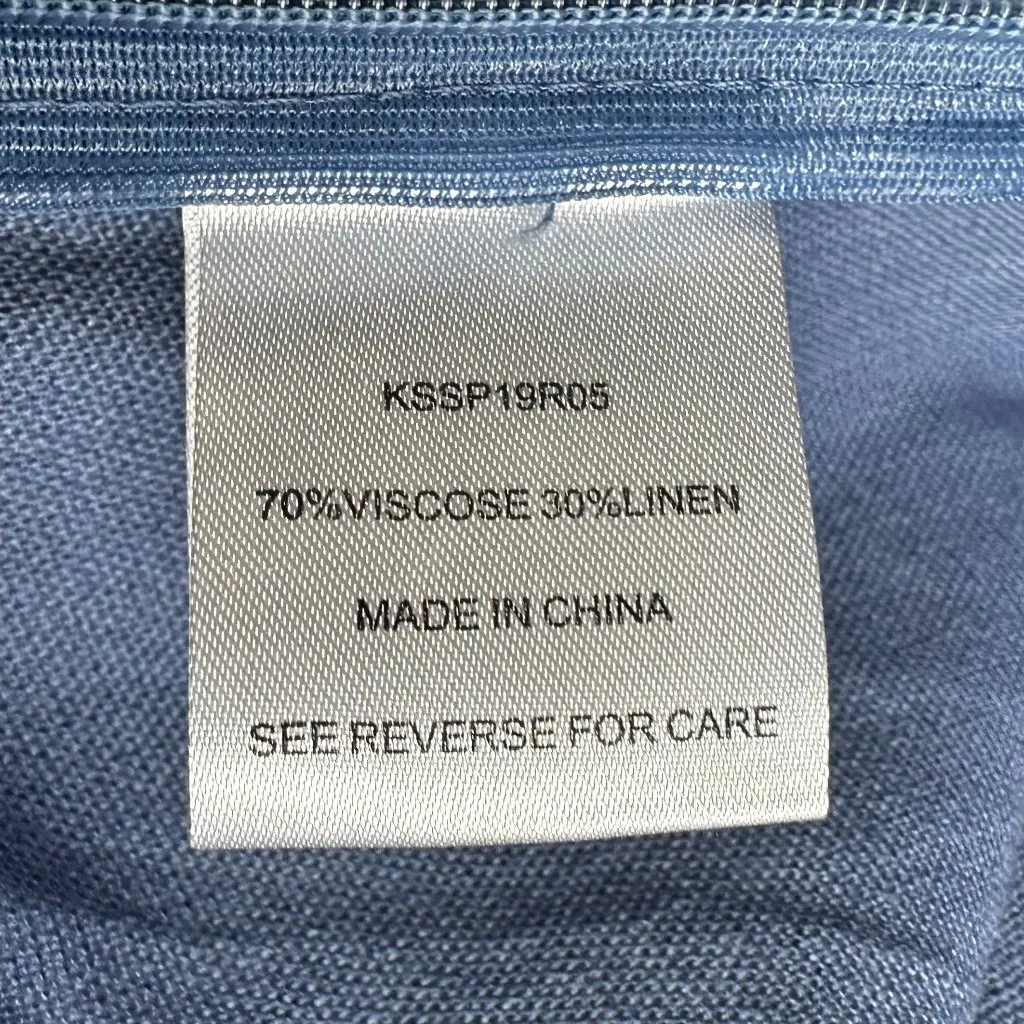 KSSP19R05
70%VISCOSE 30%LINEN
MADE IN CHINA
SEE REVERSE FOR CARE